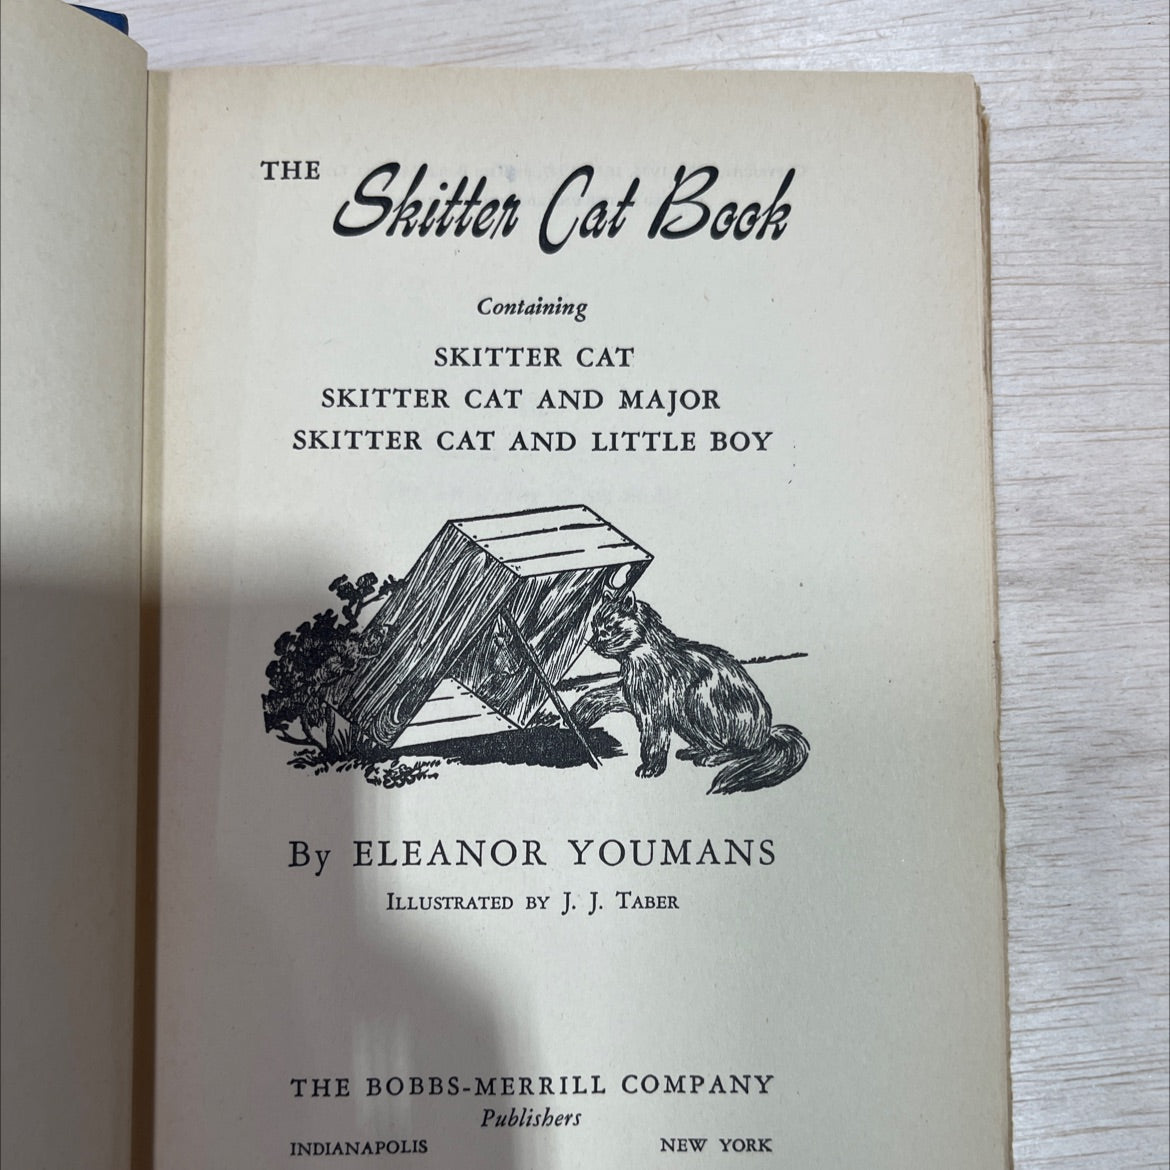 THE Skitter Cat Book
Containing
SKITTER CAT
SKITTER CAT AND MAJOR
SKITTER CAT AND LITTLE BOY
By ELEANOR YOUMANS
ILLUSTRATED BY J. J. TABER
THE BOBBS-MERRILL COMPANY
Publishers
INDIANAPOLIS NEW YORK